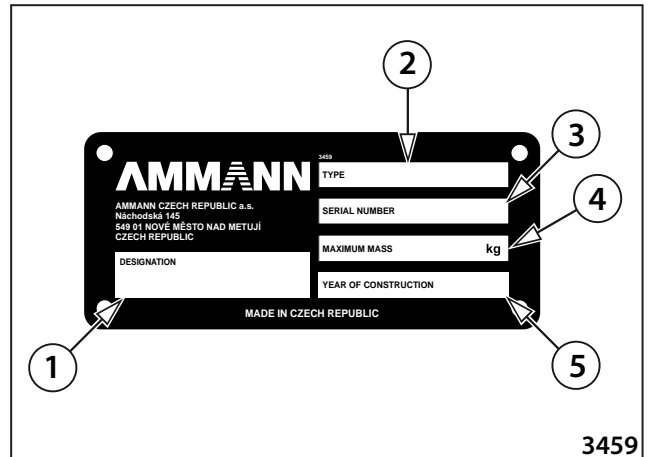 2
3
4
3459
AMMANN
TYPE
AMMANN CZECH REPUBLIC a.s.
Náchodská 145
549 01 NOVÉ MĚSTO NAD METUJÍ
CZECH REPUBLIC
SERIAL NUMBER
MAXIMUM MASS kg
DESIGNATION
YEAR OF CONSTRUCTION
MADE IN CZECH REPUBLIC
1
5
3459